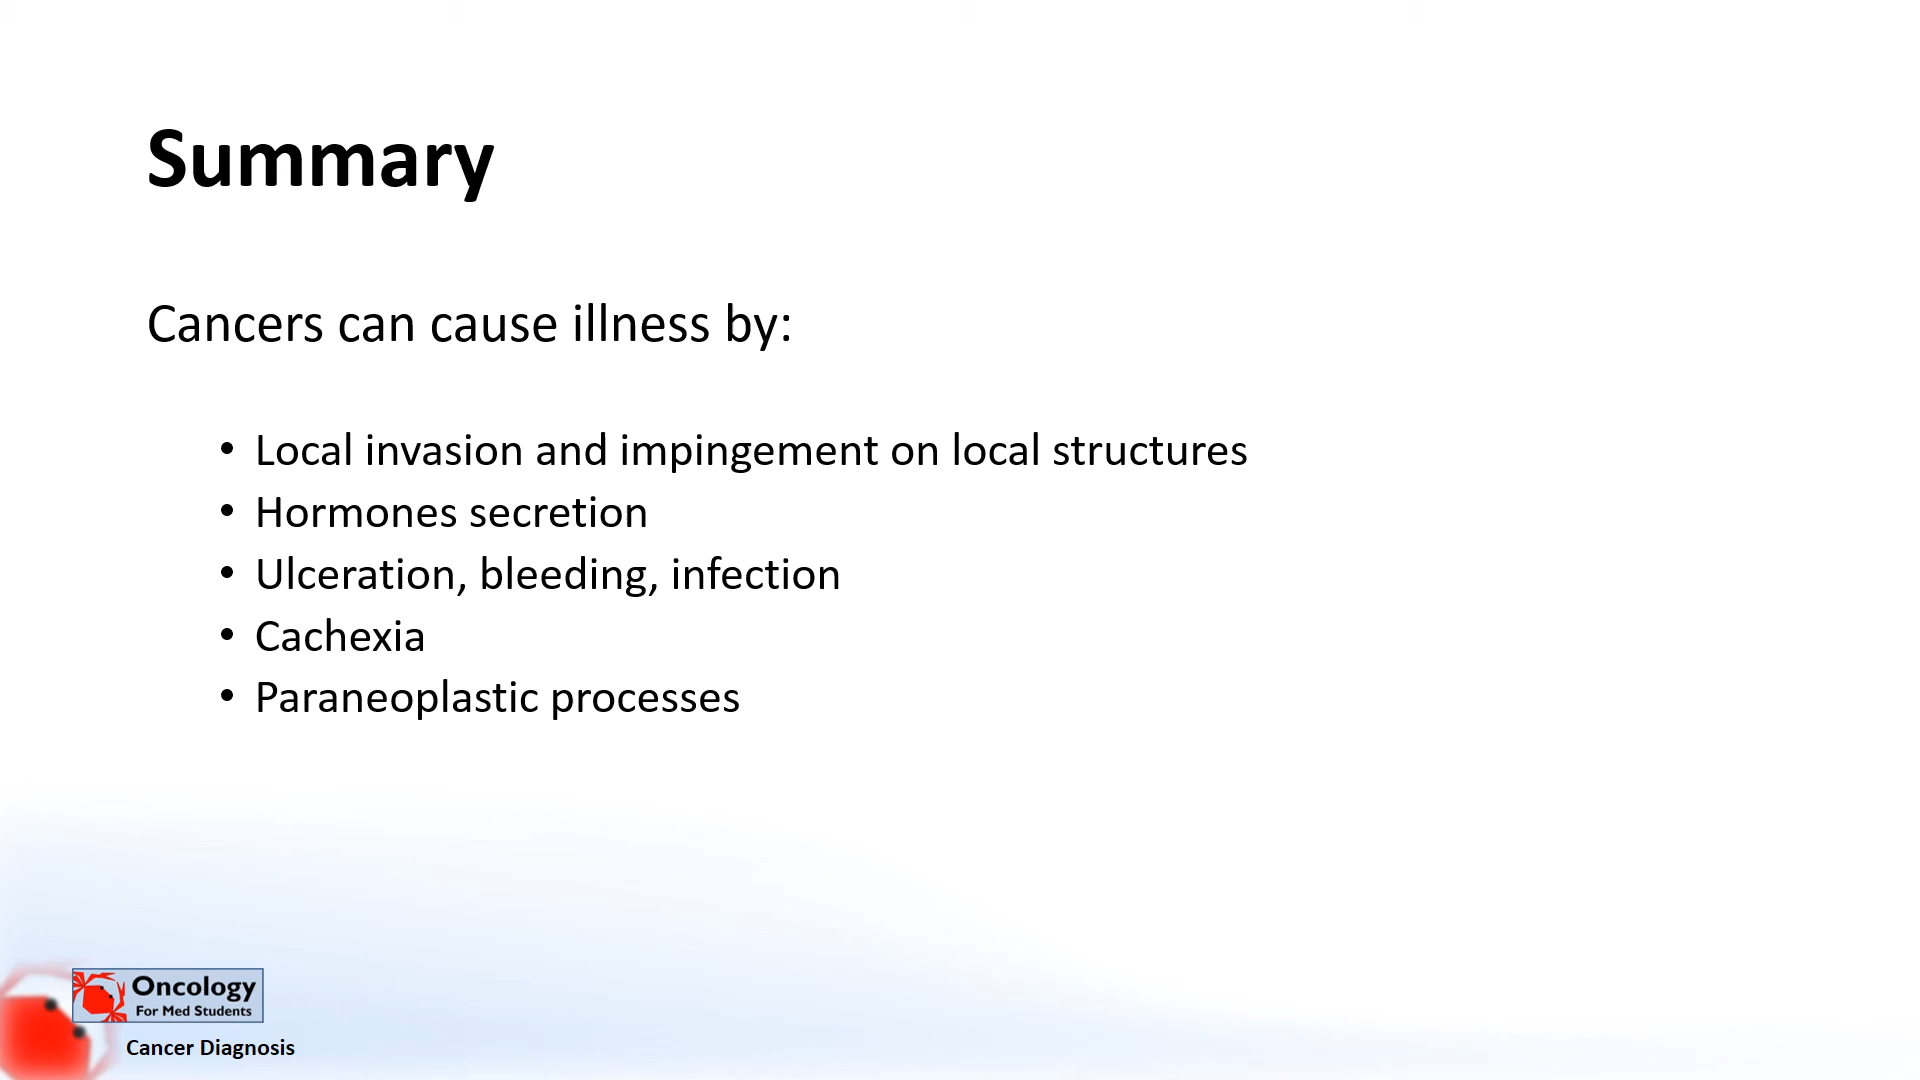 Summary
Cancers can cause illness by:
• Local invasion and impingement on local structures
• Hormones secretion
• Ulceration, bleeding, infection
• Cachexia
• Paraneoplastic processes
Oncology
For Med Students
Cancer Diagnosis